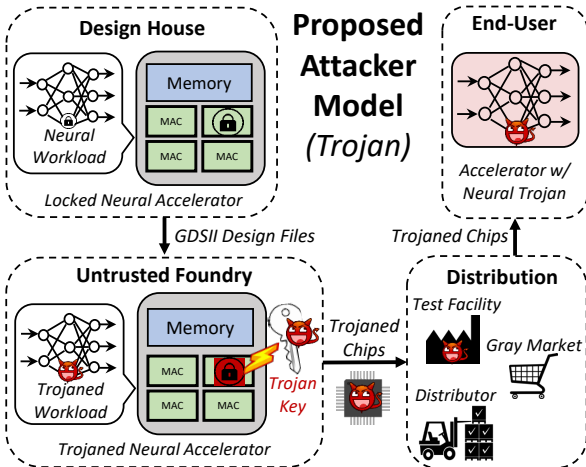 Design House
Memory
MAC
MAC
MAC
Neural
Workload
Locked Neural Accelerator
Proposed
Attacker
Model
(Trojan)
End-User
Accelerator w/
Neural Trojan
GDSII Design Files
Trojaned Chips
Untrusted Foundry
Memory
MAC
MAC
MAC
Trojaned
Workload
Trojan
Key
Trojaned Neural Accelerator
Trojaned
Chips
Distribution
Test Facility
Gray Market
Distributor